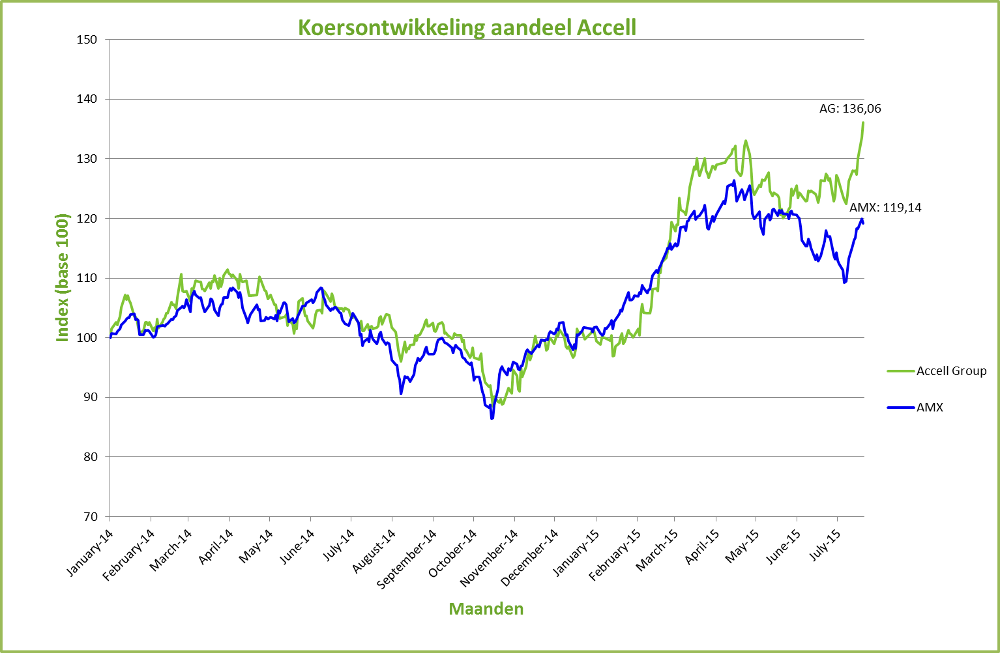 Koersontwikkeling aandeel Accell
150
140
130
120
110
100
90
80
70
Index (base 100)
AG: 136,06
AMX: 119,14
Accell Group
AMX
January-14
February-14
March-14
April-14
May-14
June-14
July-14
August-14
September-14
October-14
November-14
December-14
January-15
February-15
March-15
April-15
May-15
June-15
July-15
Maanden